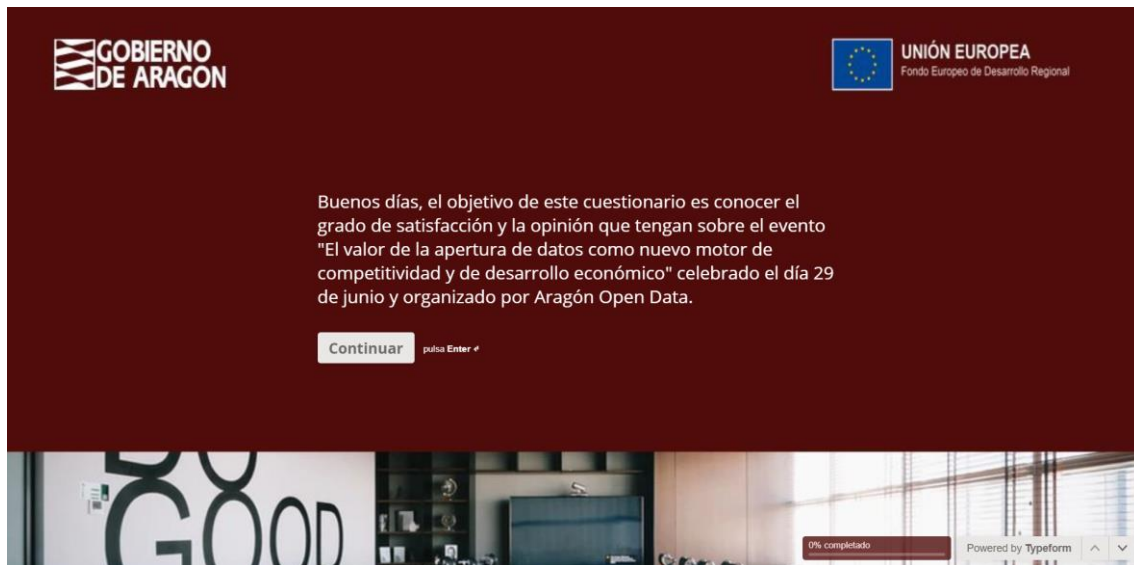 GOBIERNO
DE ARAGON
UNIÓN EUROPEA
Fondo Europeo de Desarrollo Regional
Buenos días, el objetivo de este cuestionario es conocer el
grado de satisfacción y la opinión que tengan sobre el evento
"El valor de la apertura de datos como nuevo motor de
competitividad y de desarrollo económico" celebrado el día 29
de junio y organizado por Aragón Open Data.
Continuar
pulsa Enter ↵
DO
GOOD
0% completado
Powered by Typeform